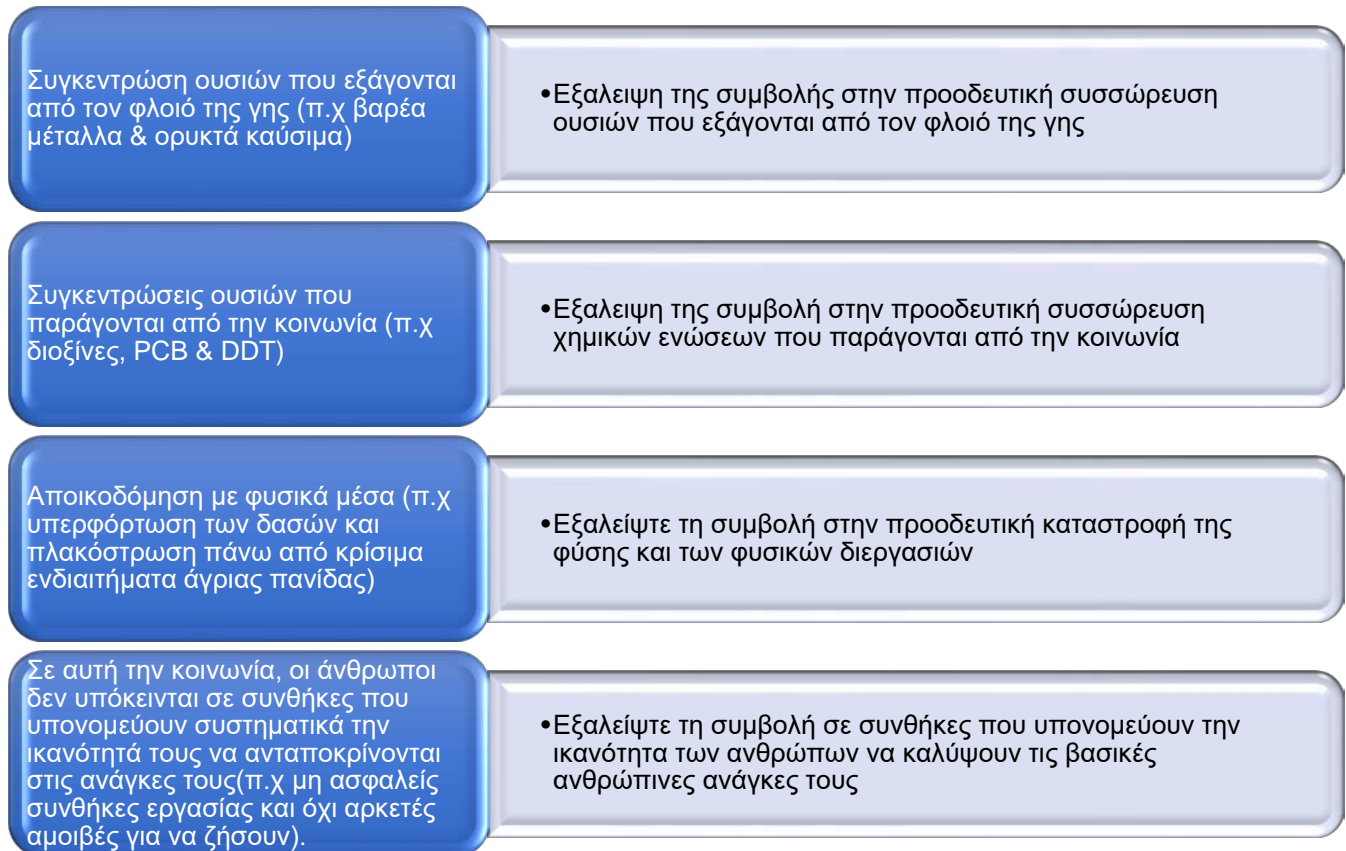 Συγκεντρώση ουσιών που εξάγονται
από τον φλοιό της γης (π.χ βαρέα
μέταλλα & ορυκτά καύσιμα)
•Εξαλειψη της συμβολής στην προοδευτική συσσώρευση
ουσιών που εξάγονται από τον φλοιό της γης
Συγκεντρώσεις ουσιών που
παράγονται από την κοινωνία (π.χ
διοξίνες, PCB & DDT)
•Εξαλειψη της συμβολή στην προοδευτική συσσώρευση
χημικών ενώσεων που παράγονται από την κοινωνία
Αποικοδόμηση με φυσικά μέσα (π.χ
υπερφόρτωση των δασών και
πλακόστρωση πάνω από κρίσιμα
ενδιαιτήματα άγριας πανίδας)
•Εξαλείψτε τη συμβολή στην προοδευτική καταστροφή της
φύσης και των φυσικών διεργασιών
Σε αυτή την κοινωνία, οι άνθρωποι
δεν υπόκεινται σε συνθήκες που
υπονομεύουν συστηματικά την
ικανότητά τους να ανταποκρίνονται
στις ανάγκες τους(π.χ μη ασφαλείς
συνθήκες εργασίας και όχι αρκετές
αμοιβές για να ζήσουν).
•Εξαλείψτε τη συμβολή σε συνθήκες που υπονομεύουν την
ικανότητα των ανθρώπων να καλύψουν τις βασικές
ανθρώπινες ανάγκες τους